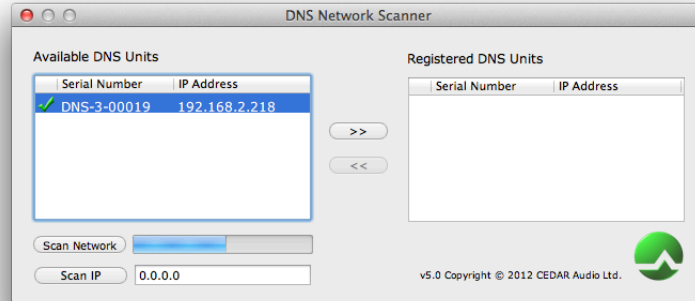 DNS Network Scanner
Available DNS Units
Serial Number IP Address
DNS-3-00019 192.168.2.218
>>
<<
Registered DNS Units
Serial Number IP Address
Scan Network
Scan IP 0.0.0.0
v5.0 Copyright © 2012 CEDAR Audio Ltd.